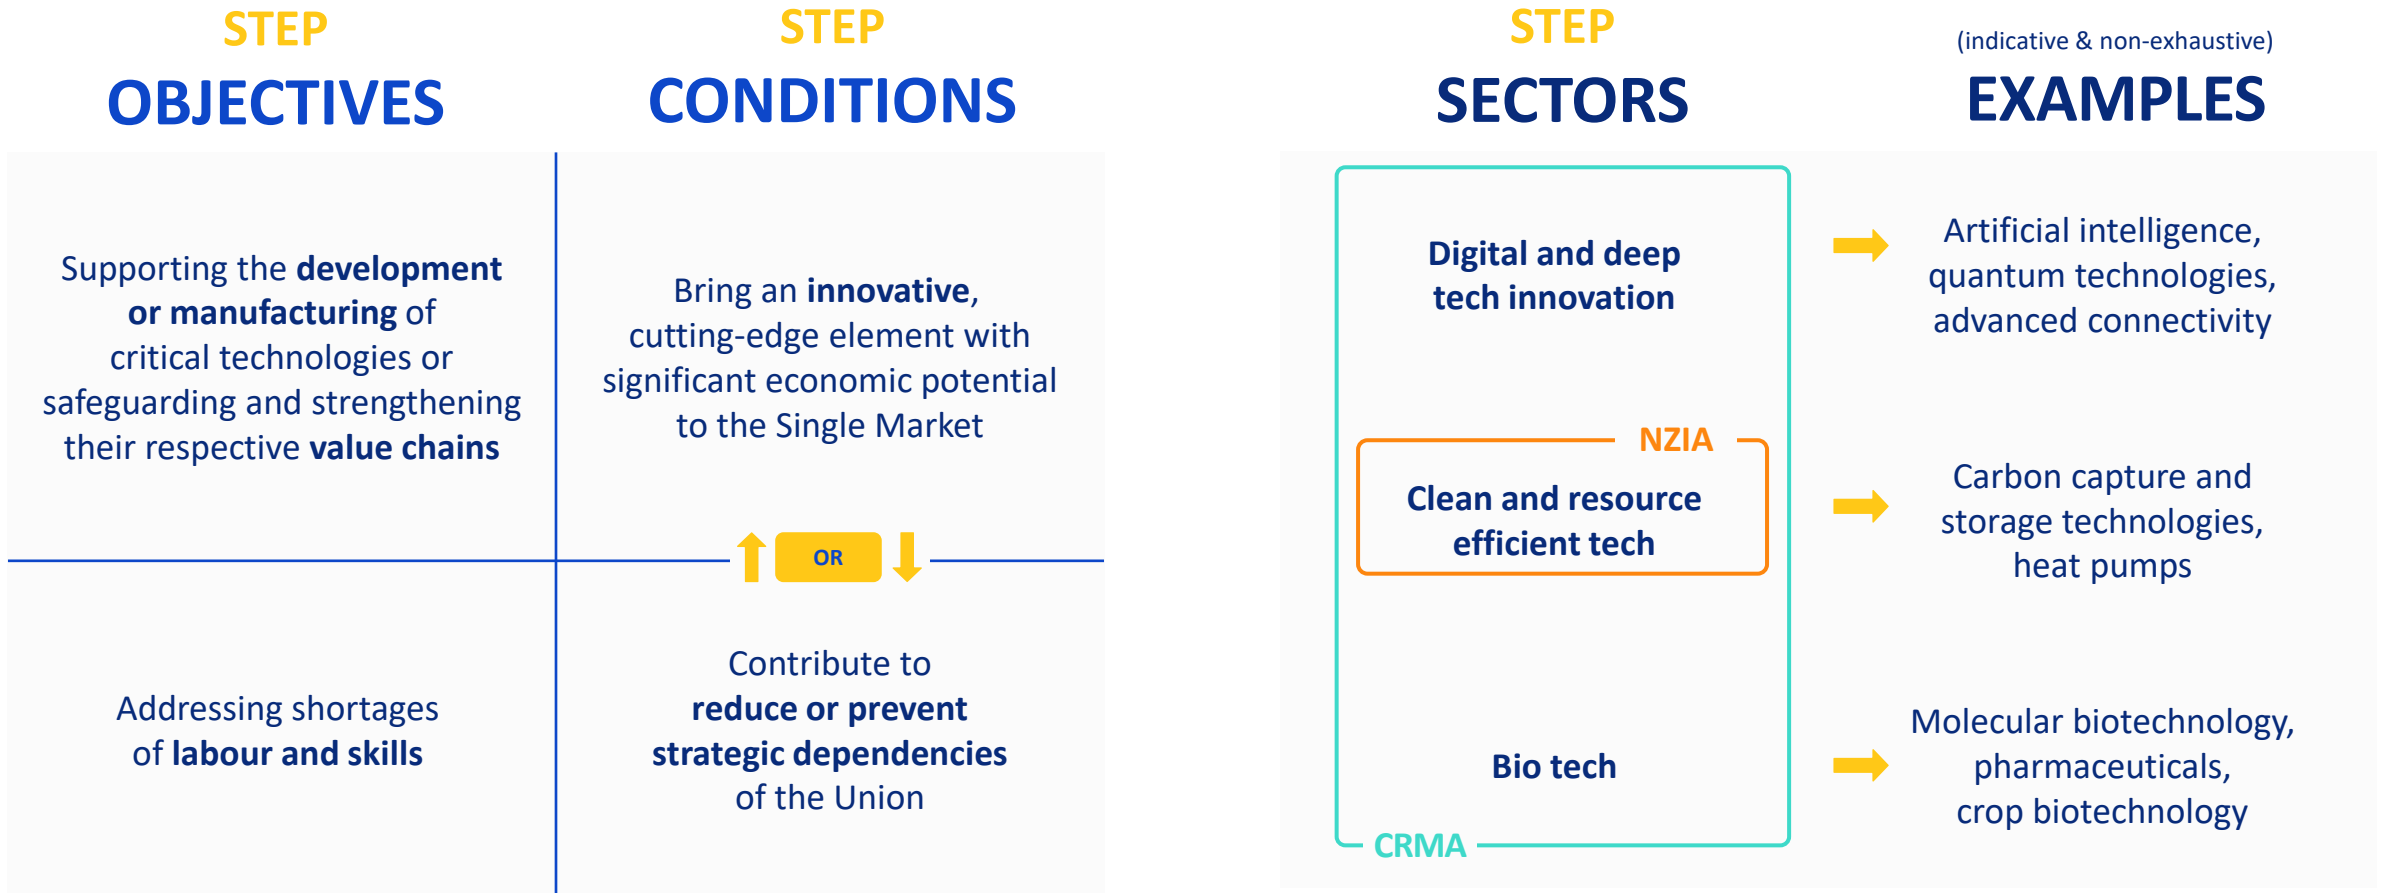 STEP
OBJECTIVES
STEP
CONDITIONS
Supporting the development
or manufacturing of
critical technologies or
safeguarding and strengthening
their respective value chains
Bring an innovative,
cutting-edge element with
significant economic potential
to the Single Market
OR
Addressing shortages
of labour and skills
Contribute to
reduce or prevent
strategic dependencies
of the Union
STEP
SECTORS
(indicative & non-exhaustive)
EXAMPLES
Digital and deep
tech innovation
Artificial intelligence,
quantum technologies,
advanced connectivity
NZIA
Clean and resource
efficient tech
Carbon capture and
storage technologies,
heat pumps
Bio tech
Molecular biotechnology,
pharmaceuticals,
crop biotechnology
CRMA